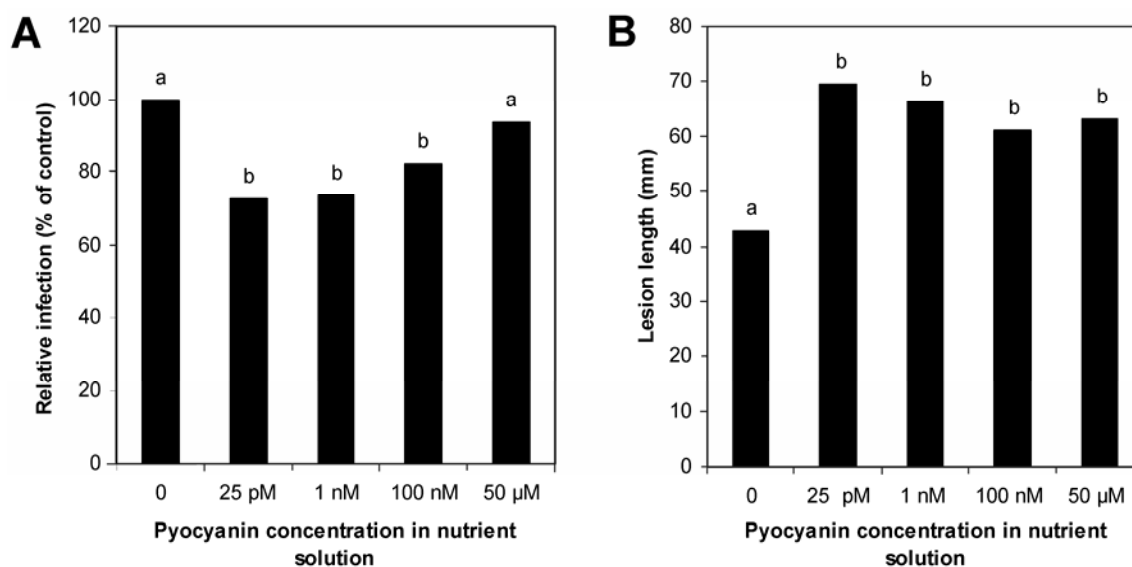 A
Relative infection (% of control)
120
100
80
60
40
20
0
a
b
b
b
a
0 25 pM 1 nM 100 nM 50 µM
Pyocyanin concentration in nutrient
solution
B
Lesion length (mm)
80
70
60
50
40
30
20
10
0
a
b
b
b
b
0 25 pM 1 nM 100 nM 50 µM
Pyocyanin concentration in nutrient
solution